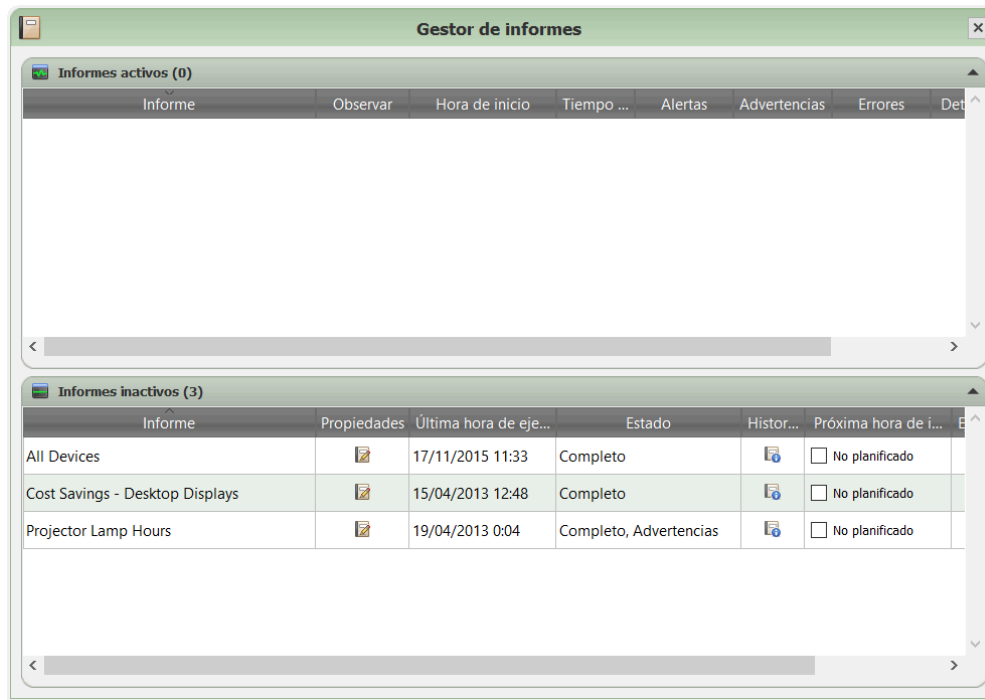 Gestor de informes
Informes activos (0)
Informe Observar Hora de inicio Tiempo ... Alertas Advertencias Errores Det
Informes inactivos (3)
Informe Propiedades Última hora de eje... Estado Histor... Próxima hora de i... E
All Devices 17/11/2015 11:33 Completo No planificado
Cost Savings - Desktop Displays 15/04/2013 12:48 Completo No planificado
Projector Lamp Hours 19/04/2013 0:04 Completo, Advertencias No planificado